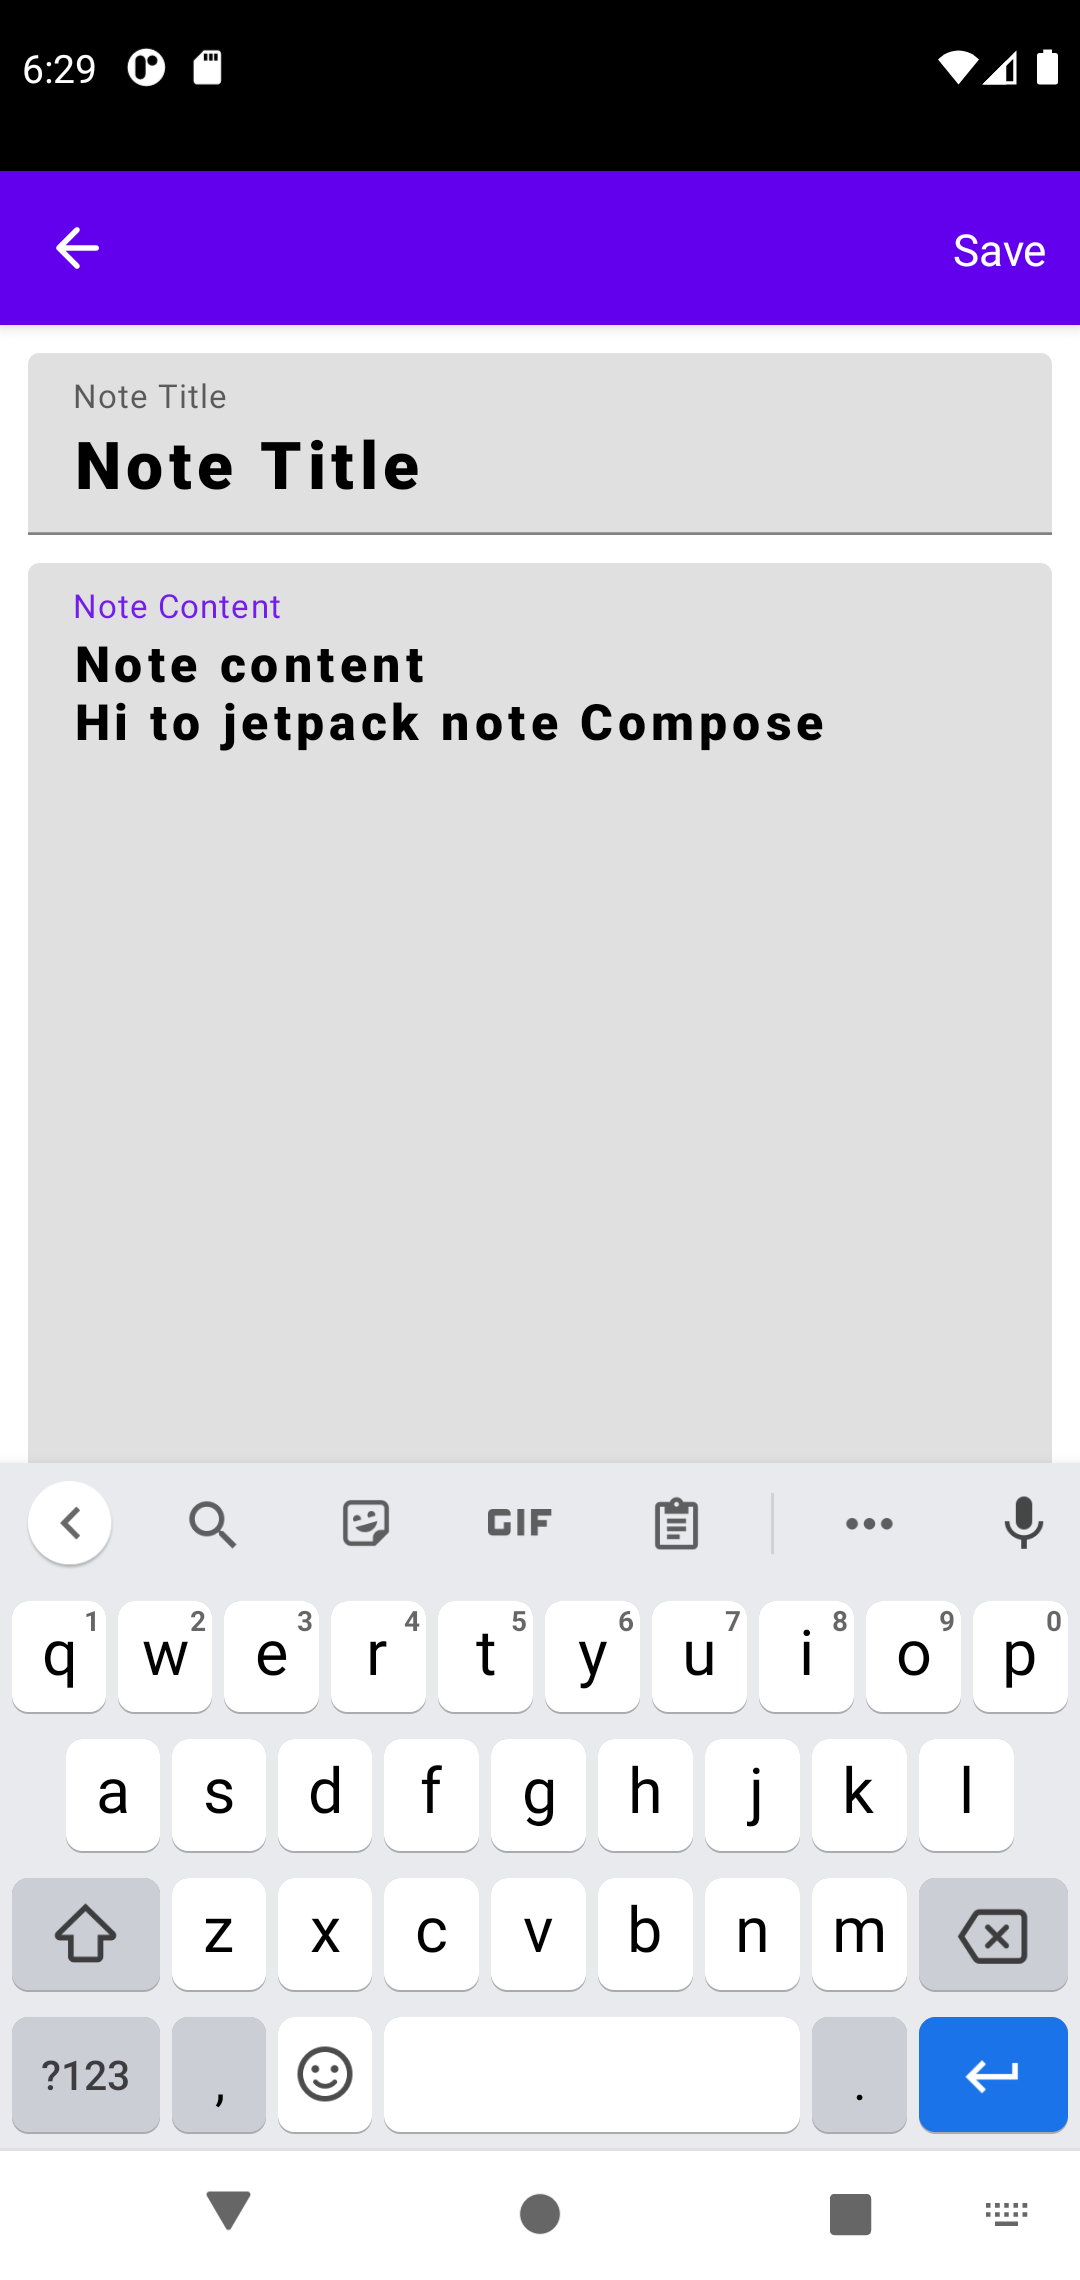 6:29
Save
Note Title
Note Title
Note Content
Note content
Hi to jetpack note Compose
GIF
q 1 w 2 e 3 r 4 t 5 y 6 u 7 i 8 o 9 p 0
a s d f g h j k l
z x c v b n m
?123 , .